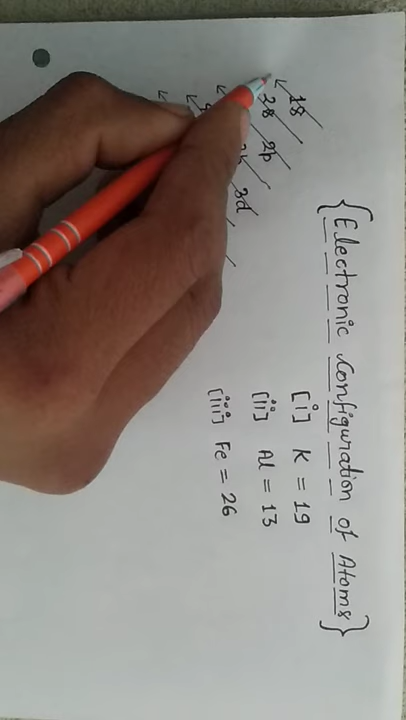 {Electronic Configuration of Atoms}
[i] K = 19
[ii] Al = 13
[iii] Fe = 26
1s
2s 2p
3d